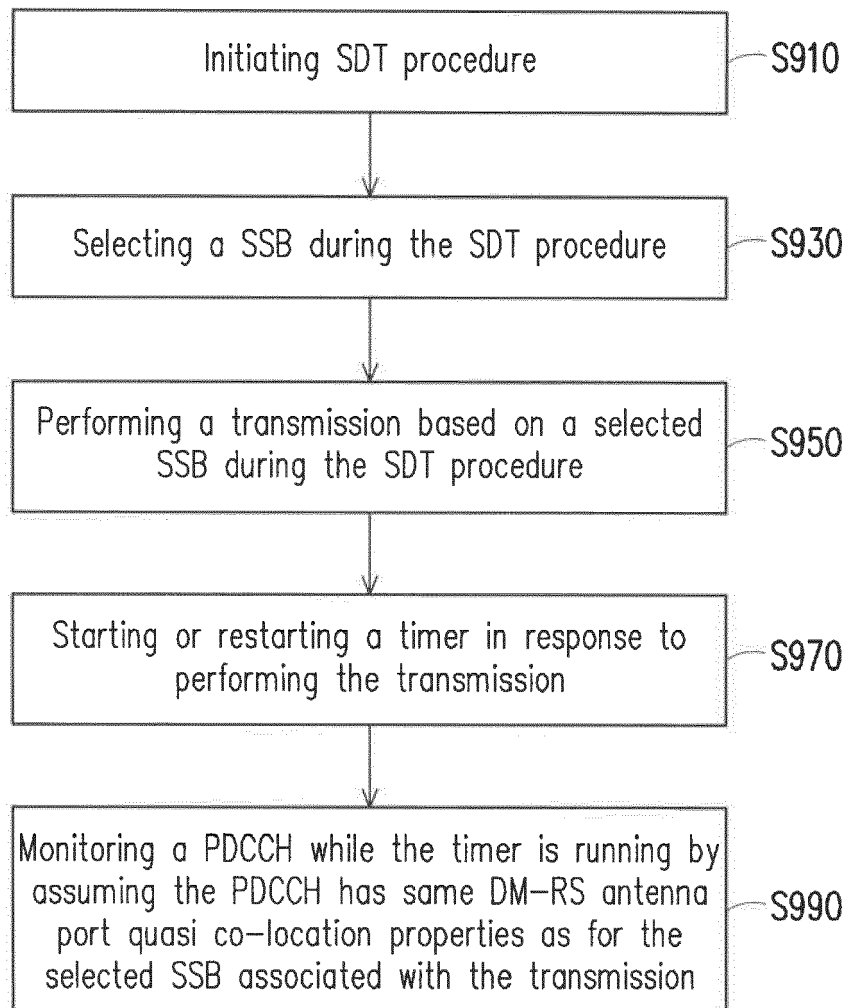 Initiating SDT procedure
S910
Selecting a SSB during the SDT procedure
S930
Performing a transmission based on a selected
SSB during the SDT procedure
S950
Starting or restarting a timer in response to
performing the transmission
S970
Monitoring a PDCCH while the timer is running by
assuming the PDCCH has same DM-RS antenna
port quasi co-location properties as for the
selected SSB associated with the transmission
S990